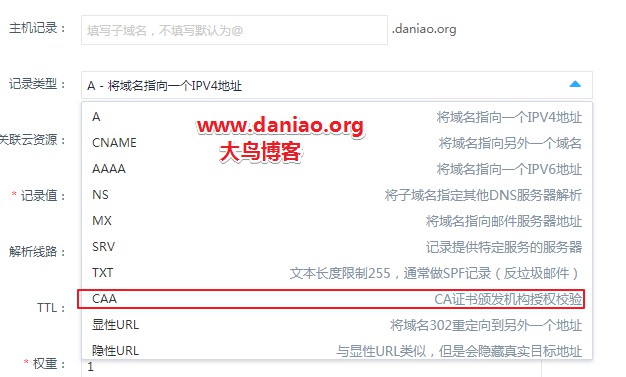 主机记录： 填写子域名，不填写默认为@ .daniao.org
记录类型： A - 将域名指向一个IPV4地址
A 将域名指向一个IPV4地址
www.daniao.org
关联云资源： CNAME 将域名指向另外一个域名
大鸟博客
AAAA 将域名指向一个IPV6地址
* 记录值： NS 将子域名指定其他DNS服务器解析
MX 将域名指向邮件服务器地址
解析线路： SRV 记录提供特定服务的服务器
TXT 文本长度限制255，通常做SPF记录（反垃圾邮件）
TTL： CAA CA证书颁发机构授权校验
显性URL 将域名302重定向到另外一个地址
隐性URL 与显性URL类似，但是会隐藏真实目标地址
* 权重： 1